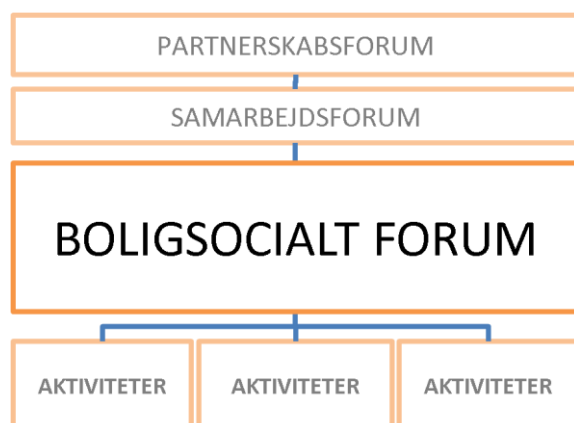 PARTNERSKABSFORUM
SAMARBEJDSFORUM
BOLIGSOCIALT FORUM
AKTIVITETER AKTIVITETER AKTIVITETER